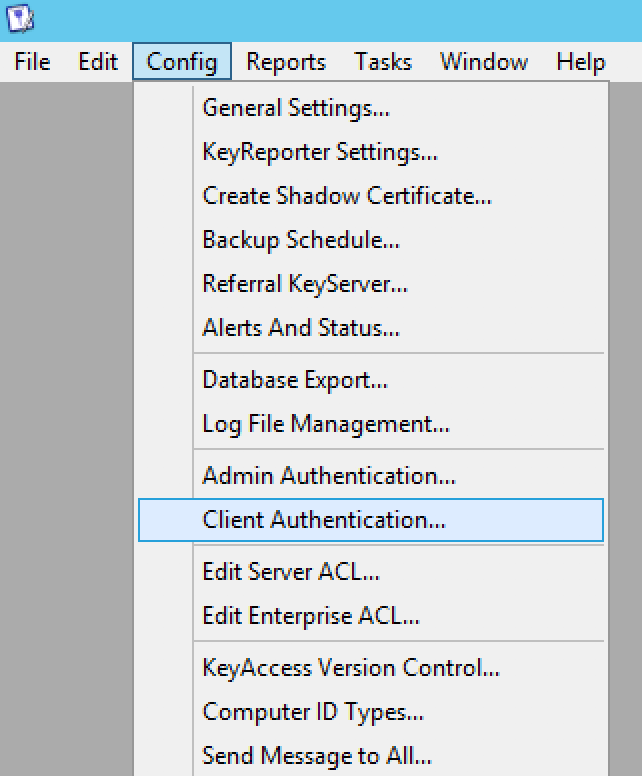 File Edit Config Reports Tasks Window Help
General Settings...
KeyReporter Settings...
Create Shadow Certificate...
Backup Schedule...
Referral KeyServer...
Alerts And Status...
Database Export...
Log File Management...
Admin Authentication...
Client Authentication...
Edit Server ACL...
Edit Enterprise ACL...
KeyAccess Version Control...
Computer ID Types...
Send Message to All...